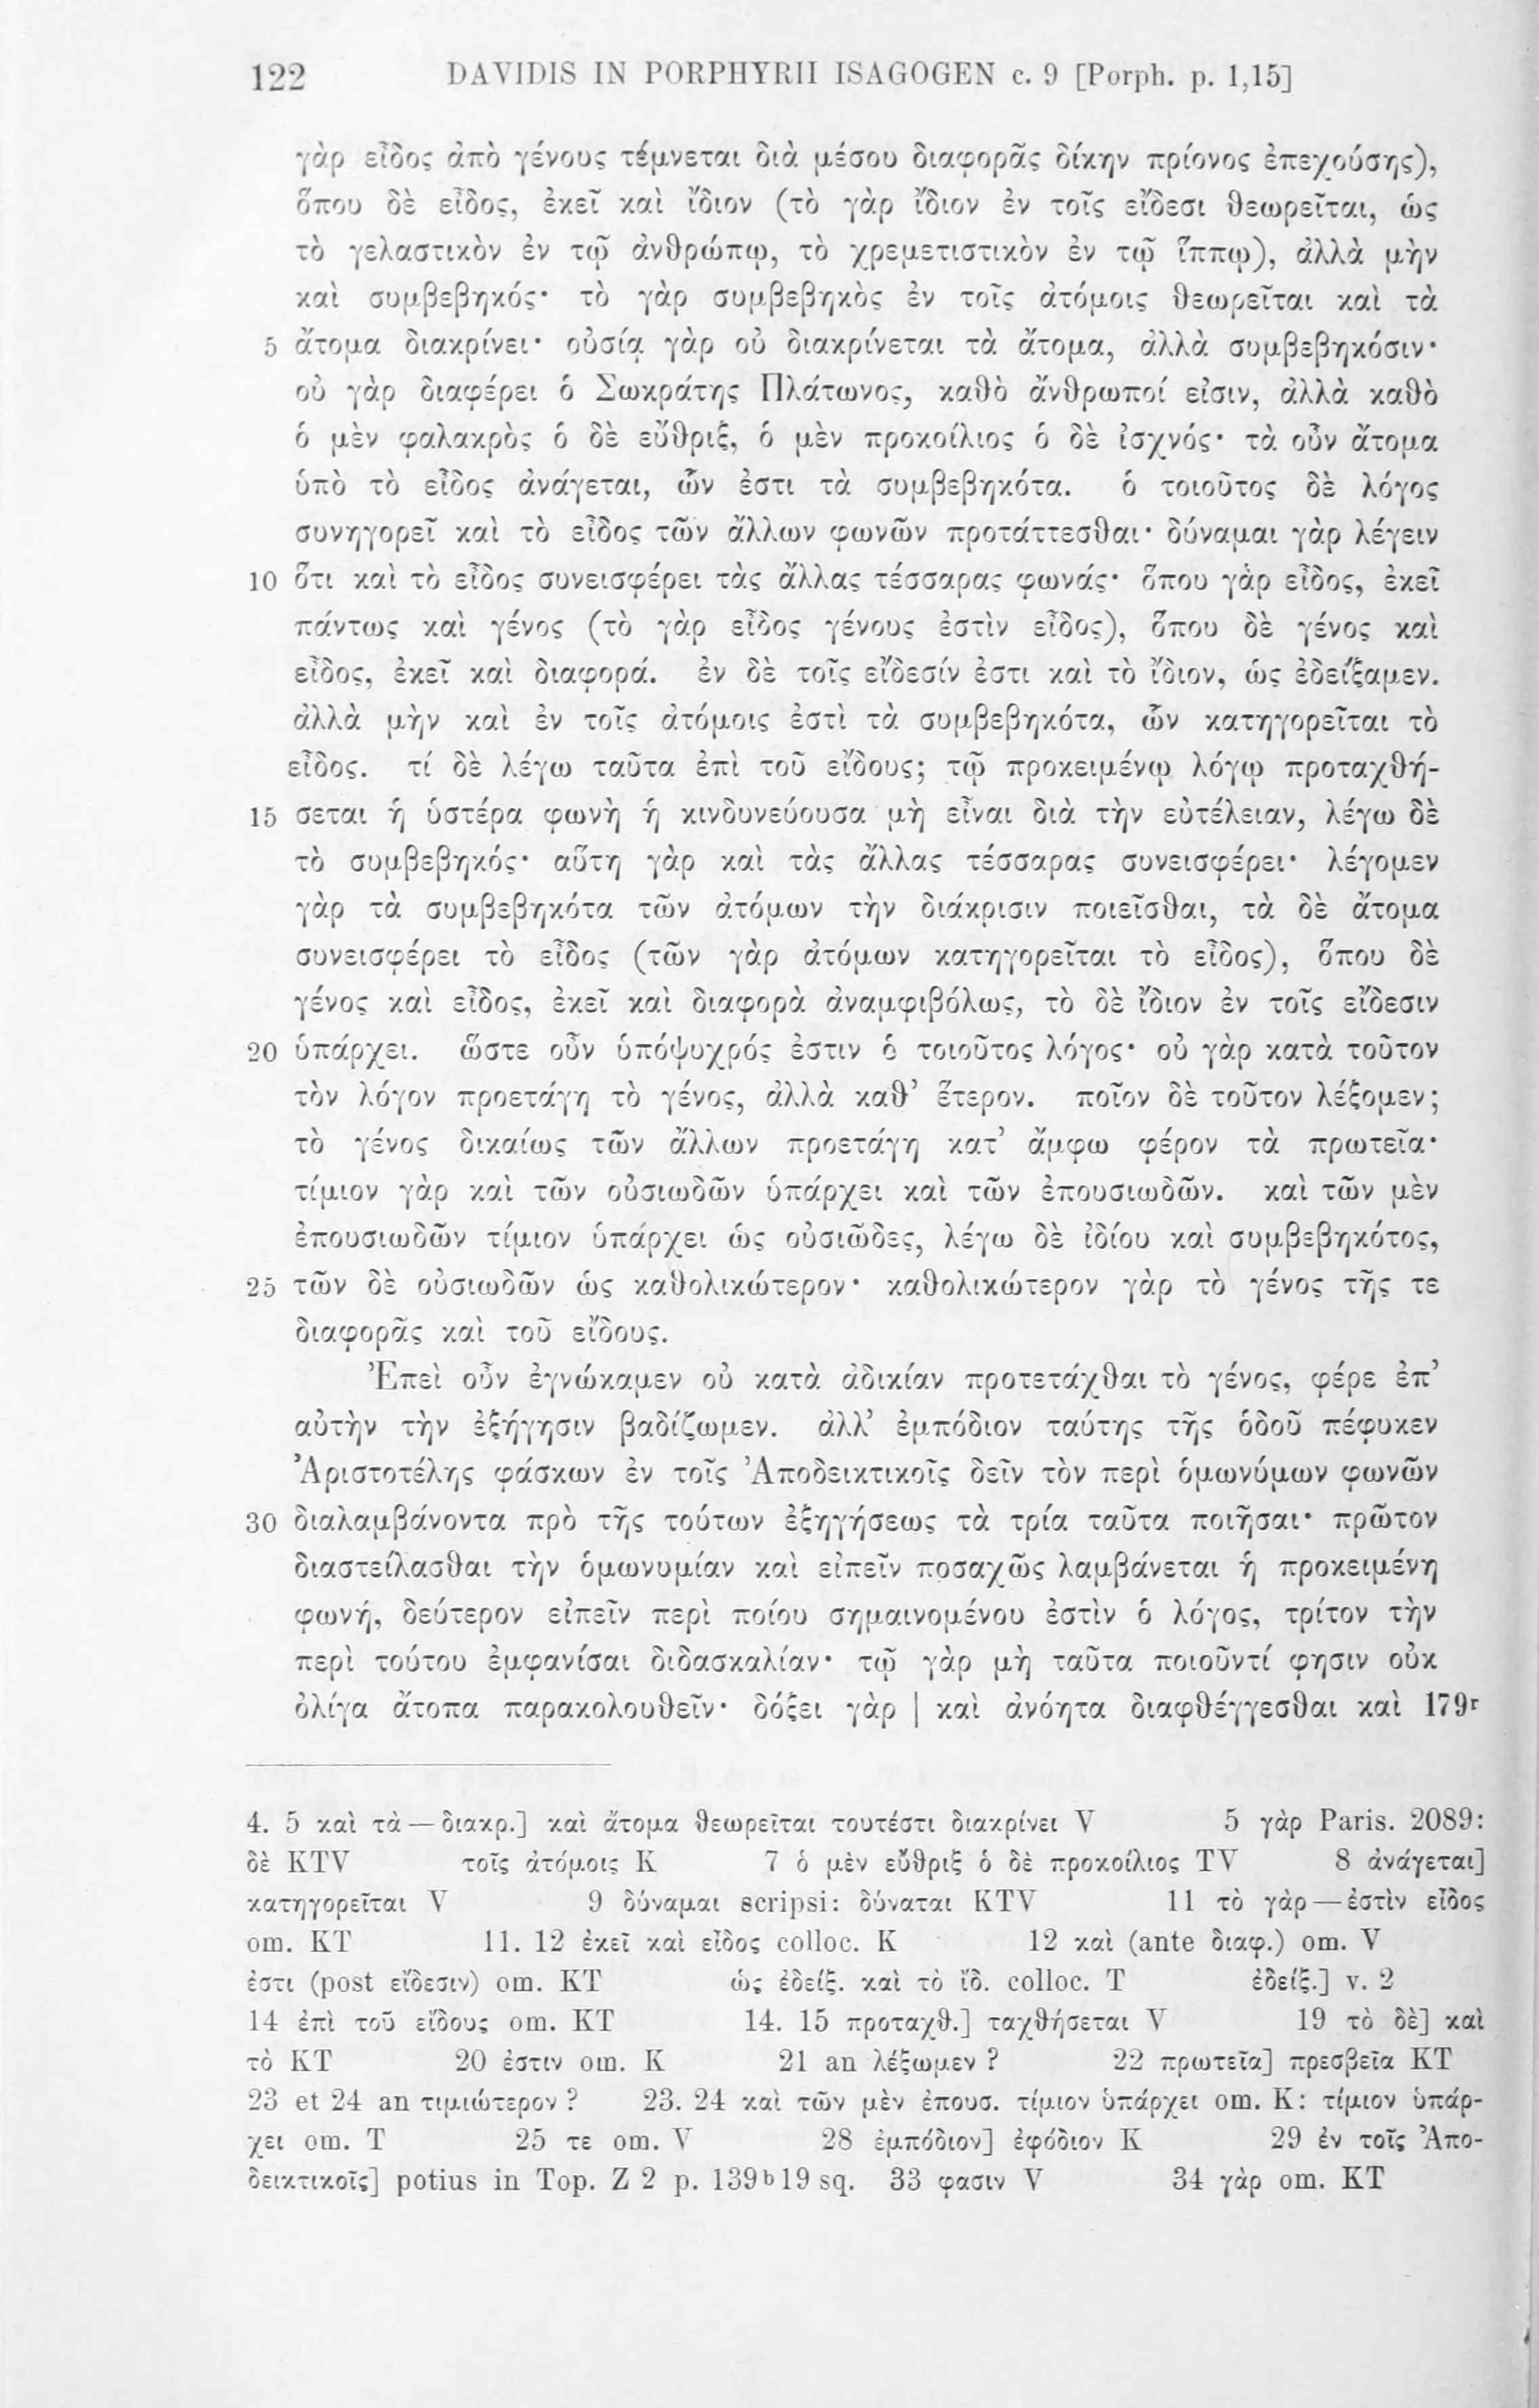 122 DAVIDIS IN PORPHYRII ISAGOGEN c. 9 [Porph. p. 1,15]
γὰρ εἶδος ἀπὸ γένους τέμνεται διὰ μέσου διαφορᾶς δίκην πρίονος ἐπεχούσης),
ὅπου δὲ εἶδος, ἐκεῖ καὶ ἴδιον (τὸ γὰρ ἴδιον ἐν τοῖς εἴδεσι θεωρεῖται, ὡς
τὸ γελαστικὸν ἐν τῷ ἀνθρώπῳ, τὸ χρεμετιστικὸν ἐν τῷ ἵππῳ), ἀλλὰ μὴν
καὶ συμβεβηκός· τὸ γὰρ συμβεβηκὸς ἐν τοῖς ἀτόμοις θεωρεῖται καὶ τὰ
5 ἄτομα διακρίνει· οὐσίᾳ γὰρ οὐ διακρίνεται τὰ ἄτομα, ἀλλὰ συμβεβηκόσιν·
οὐ γὰρ διαφέρει ὁ Σωκράτης Πλάτωνος, καθὸ ἄνθρωποί εἰσιν, ἀλλὰ καθὸ
ὁ μὲν φαλακρὸς ὁ δὲ εὔθριξ, ὁ μὲν προκοίλιος ὁ δὲ ἰσχνός· τὰ οὖν ἄτομα
ὑπὸ τὸ εἶδος ἀνάγεται, ὧν ἐστι τὰ συμβεβηκότα. ὁ τοιοῦτος δὲ λόγος
συνηγορεῖ καὶ τὸ εἶδος τῶν ἄλλων φωνῶν προτάττεσθαι· δύναμαι γὰρ λέγειν
10 ὅτι καὶ τὸ εἶδος συνεισφέρει τὰς ἄλλας τέσσαρας φωνάς· ὅπου γὰρ εἶδος, ἐκεῖ
πάντως καὶ γένος (τὸ γὰρ εἶδος γένους ἐστὶν εἶδος), ὅπου δὲ γένος καὶ
εἶδος, ἐκεῖ καὶ διαφορά. ἐν δὲ τοῖς εἴδεσίν ἐστι καὶ τὸ ἴδιον, ὡς ἐδείξαμεν.
ἀλλὰ μὴν καὶ ἐν τοῖς ἀτόμοις ἐστὶ τὰ συμβεβηκότα, ὧν κατηγορεῖται τὸ
εἶδος. τί δὲ λέγω ταῦτα ἐπὶ τοῦ εἴδους; τῷ προκειμένῳ λόγῳ προταχθή-
15 σεται ἡ ὑστέρα φωνὴ ἡ κινδυνεύουσα μὴ εἶναι διὰ τὴν εὐτέλειαν, λέγω δὲ
τὸ συμβεβηκός· αὕτη γὰρ καὶ τὰς ἄλλας τέσσαρας συνεισφέρει· λέγομεν
γὰρ τὰ συμβεβηκότα τῶν ἀτόμων τὴν διάκρισιν ποιεῖσθαι, τὰ δὲ ἄτομα
συνεισφέρει τὸ εἶδος (τῶν γὰρ ἀτόμων κατηγορεῖται τὸ εἶδος), ὅπου δὲ
γένος καὶ εἶδος, ἐκεῖ καὶ διαφορὰ ἀναμφιβόλως, τὸ δὲ ἴδιον ἐν τοῖς εἴδεσιν
20 ὑπάρχει. ὥστε οὖν ὑπόψυχρός ἐστιν ὁ τοιοῦτος λόγος· οὐ γὰρ κατὰ τοῦτον
τὸν λόγον προετάγη τὸ γένος, ἀλλὰ καθ’ ἕτερον. ποῖον δὲ τοῦτον λέξομεν;
τὸ γένος δικαίως τῶν ἄλλων προετάγη κατ’ ἄμφω φέρον τὰ πρωτεῖα·
τίμιον γὰρ καὶ τῶν οὐσιωδῶν ὑπάρχει καὶ τῶν ἐπουσιωδῶν. καὶ τῶν μὲν
ἐπουσιωδῶν τίμιον ὑπάρχει ὡς οὐσιῶδες, λέγω δὲ ἰδίου καὶ συμβεβηκότος,
25 τῶν δὲ οὐσιωδῶν ὡς καθολικώτερον· καθολικώτερον γὰρ τὸ γένος τῆς τε
διαφορᾶς καὶ τοῦ εἴδους.
Ἐπεὶ οὖν ἐγνώκαμεν οὐ κατὰ ἀδικίαν προτετάχθαι τὸ γένος, φέρε ἐπ’
αὐτὴν τὴν ἐξήγησιν βαδίζωμεν. ἀλλ’ ἐμπόδιον ταύτης τῆς ὁδοῦ πέφυκεν
Ἀριστοτέλης φάσκων ἐν τοῖς Ἀποδεικτικοῖς δεῖν τὸν περὶ ὁμωνύμων φωνῶν
30 διαλαμβάνοντα πρὸ τῆς τούτων ἐξηγήσεως τὰ τρία ταῦτα ποιῆσαι· πρῶτον
διαστείλασθαι τὴν ὁμωνυμίαν καὶ εἰπεῖν ποσαχῶς λαμβάνεται ἡ προκειμένη
φωνή, δεύτερον εἰπεῖν περὶ ποίου σημαινομένου ἐστὶν ὁ λόγος, τρίτον τὴν
περὶ τούτου ἐμφανίσαι διδασκαλίαν· τῷ γὰρ μὴ ταῦτα ποιοῦντί φησιν οὐκ
ὀλίγα ἄτοπα παρακολουθεῖν· δόξει γὰρ | καὶ ἀνόητα διαφθέγγεσθαι καὶ 179r
4. 5 καὶ τὰ—διακρ.] καὶ ἄτομα θεωρεῖται τουτέστι διακρίνει V 5 γὰρ Paris. 2089:
δὲ KTV τοῖς ἀτόμοις K 7 ὁ μὲν εὔθριξ ὁ δὲ προκοίλιος TV 8 ἀνάγεται]
κατηγορεῖται V 9 δύναμαι scripsi: δύναται KTV 11 τὸ γὰρ—ἐστὶν εἶδος
om. KT 11. 12 ἐκεῖ καὶ εἶδος colloc. K 12 καὶ (ante διαφ.) om. V
ἐστι (post εἴδεσιν) om. KT ὡς ἐδείξ. καὶ τὸ ἴδ. colloc. T ἐδείξ.] v. 2
14 ἐπὶ τοῦ εἴδους om. KT 14. 15 προταχθ.] ταχθήσεται V 19 τὸ δὲ] καὶ
τὸ KT 20 ἐστιν om. K 21 an λέξωμεν? 22 πρωτεῖα] πρεσβεῖα KT
23 et 24 an τιμιώτερον? 23. 24 καὶ τῶν μὲν ἐπουσ. τίμιον ὑπάρχει om. K: τίμιον ὑπάρ-
χει om. T 25 τε om. V 28 ἐμπόδιον] ἐφόδιον K 29 ἐν τοῖς Ἀπο-
δεικτικοῖς] potius in Top. Z 2 p. 139b19 sq. 33 φασιν V 34 γὰρ om. KT